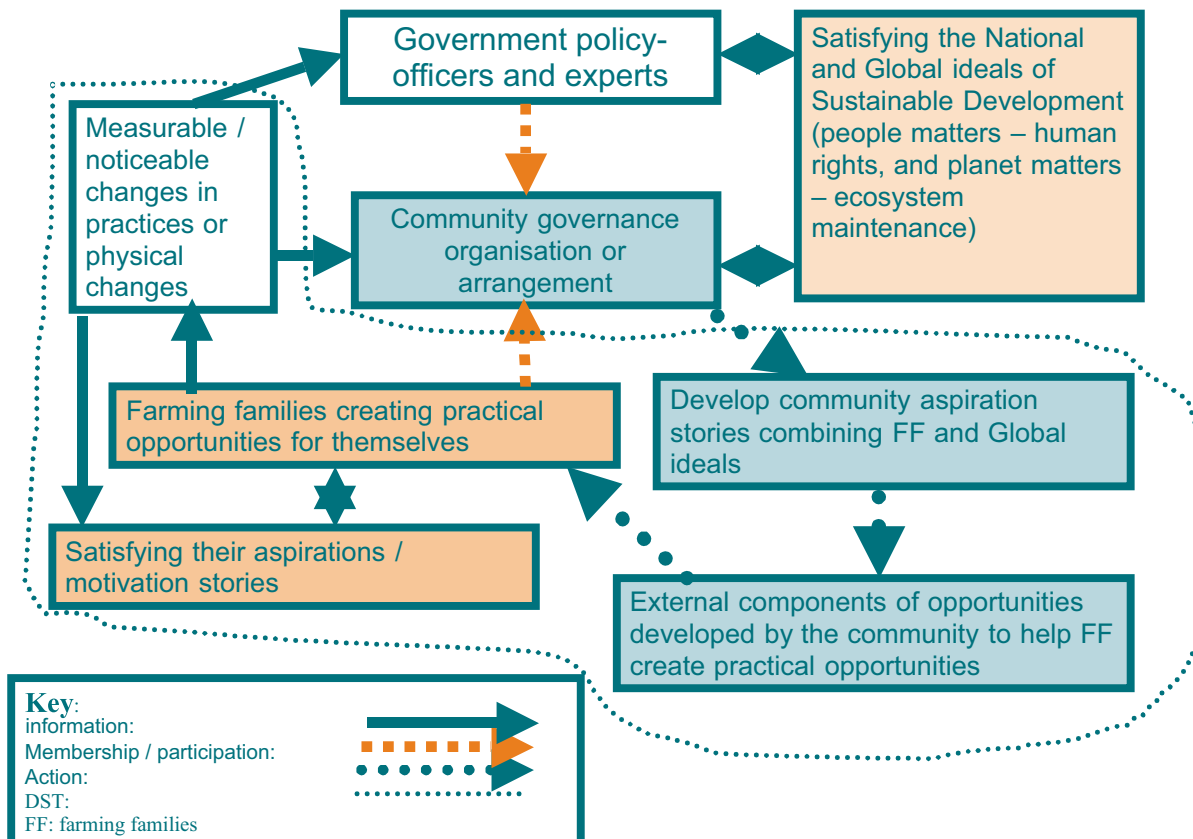 Government policy-
officers and experts
Satisfying the National
and Global ideals of
Sustainable Development
(people matters – human
rights, and planet matters
– ecosystem
maintenance)
Measurable /
noticeable
changes in
practices or
physical
changes
Community governance
organisation or
arrangement
Farming families creating practical
opportunities for themselves
Develop community aspiration
stories combining FF and Global
ideals
Satisfying their aspirations /
motivation stories
External components of opportunities
developed by the community to help FF
create practical opportunities
Key:
information:
Membership / participation:
Action:
DST:
FF: farming families